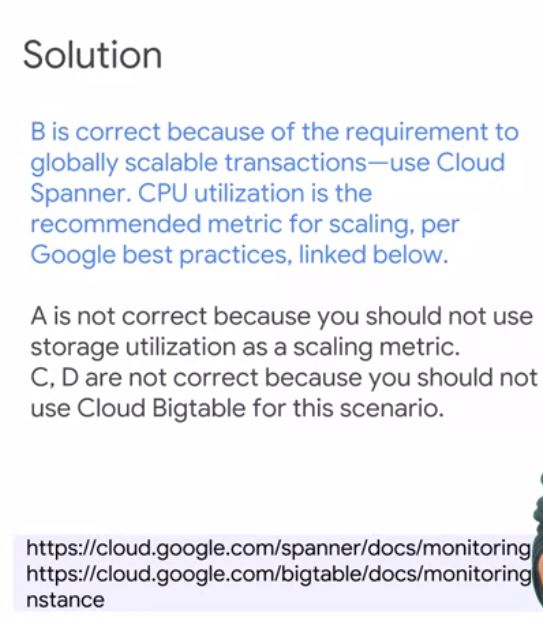 Solution
B is correct because of the requirement to
globally scalable transactions—use Cloud
Spanner. CPU utilization is the
recommended metric for scaling, per
Google best practices, linked below.
A is not correct because you should not use
storage utilization as a scaling metric.
C, D are not correct because you should not
use Cloud Bigtable for this scenario.
https://cloud.google.com/spanner/docs/monitoring
https://cloud.google.com/bigtable/docs/monitoring
nstance